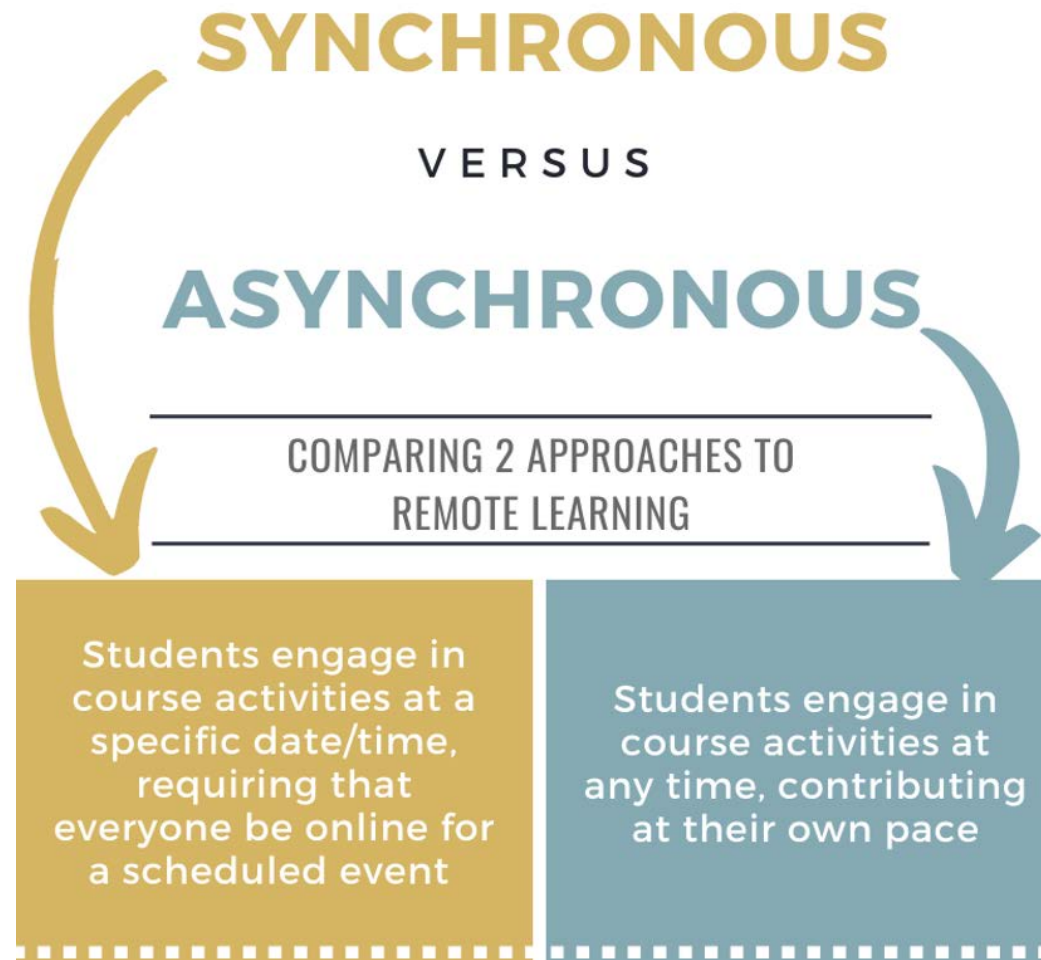 SYNCHRONOUS
VERSUS
ASYNCHRONOUS
COMPARING 2 APPROACHES TO
REMOTE LEARNING
Students engage in
course activities at a
specific date/time,
requiring that
everyone be online for
a scheduled event
Students engage in
course activities at
any time, contributing
at their own pace